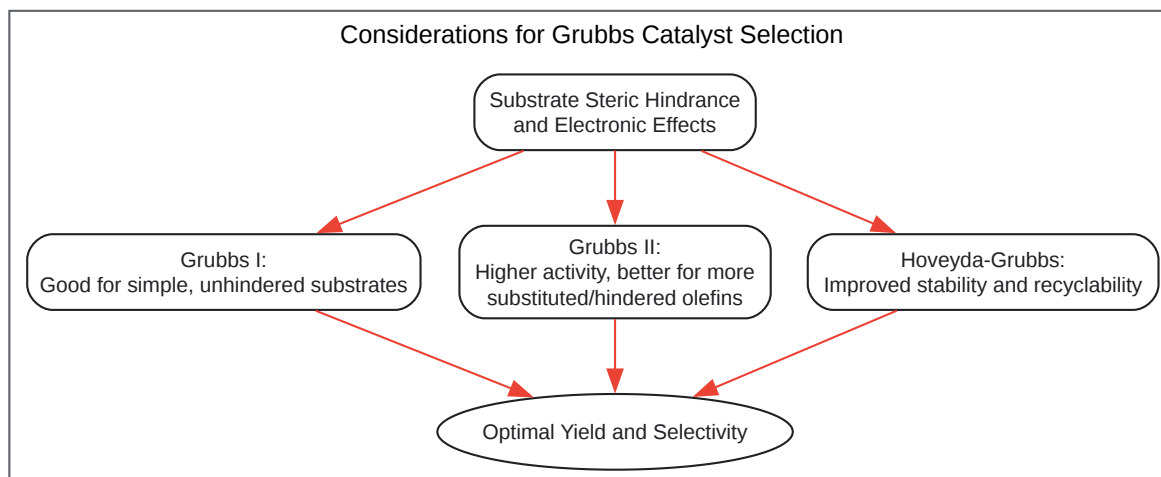 Considerations for Grubbs Catalyst Selection
Substrate Steric Hindrance
and Electronic Effects
Grubbs I:
Good for simple, unhindered substrates
Grubbs II:
Higher activity, better for more
substituted/hindered olefins
Hoveyda-Grubbs:
Improved stability and recyclability
Optimal Yield and Selectivity